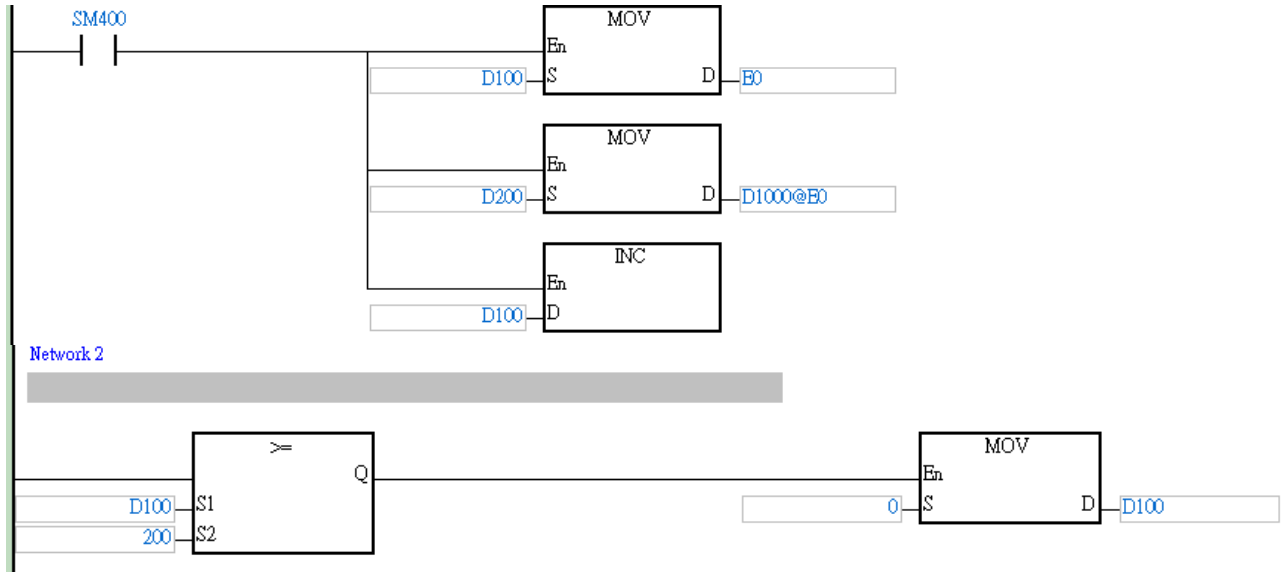 SM400
MOV
En
D100 S D E0
MOV
En
D200 S D D1000@E0
INC
En
D100 D
Network 2
>=
Q
D100 S1
200 S2
MOV
En
0 S D D100